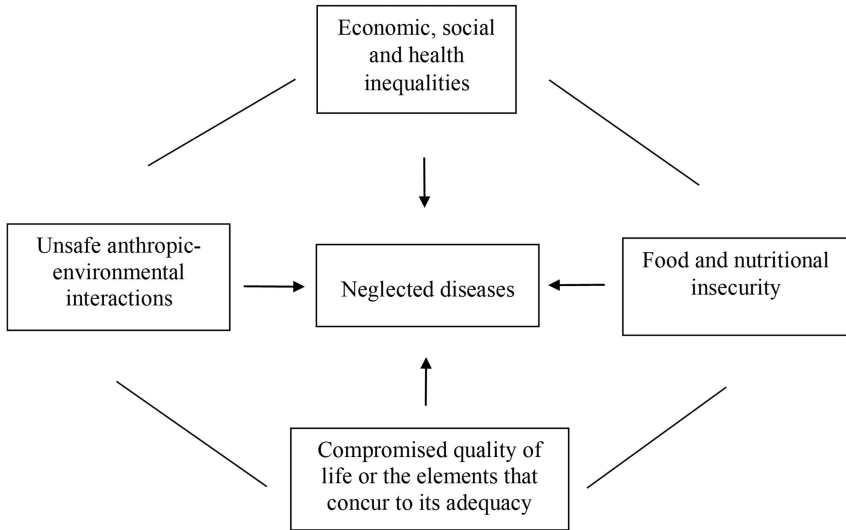 Economic, social
and health
inequalities
Unsafe anthropic-
environmental
interactions
Neglected diseases
Food and nutritional
insecurity
Compromised quality of
life or the elements that
concur to its adequacy